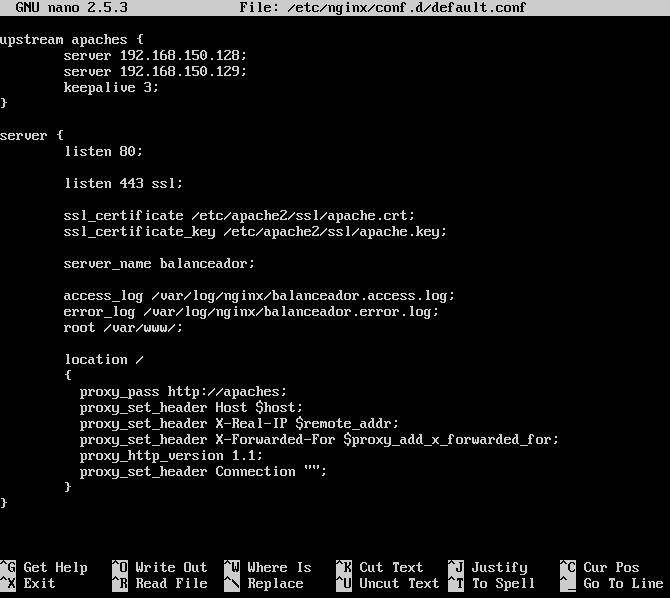 GNU nano 2.5.3 File: /etc/nginx/conf.d/default.conf
upstream apaches {
server 192.168.150.128;
server 192.168.150.129;
keepalive 3;
}
server {
listen 80;
listen 443 ssl;
ssl_certificate /etc/apache2/ssl/apache.crt;
ssl_certificate_key /etc/apache2/ssl/apache.key;
server_name balanceador;
access_log /var/log/nginx/balanceador.access.log;
error_log /var/log/nginx/balanceador.error.log;
root /var/www/;
location /
{
proxy_pass http://apaches;
proxy_set_header Host $host;
proxy_set_header X-Real-IP $remote_addr;
proxy_set_header X-Forwarded-For $proxy_add_x_forwarded_for;
proxy_http_version 1.1;
proxy_set_header Connection "";
}
}
^G Get Help ^O Write Out ^W Where Is ^K Cut Text ^J Justify ^C Cur Pos
^X Exit ^R Read File ^\ Replace ^U Uncut Text ^T To Spell ^_ Go To Line